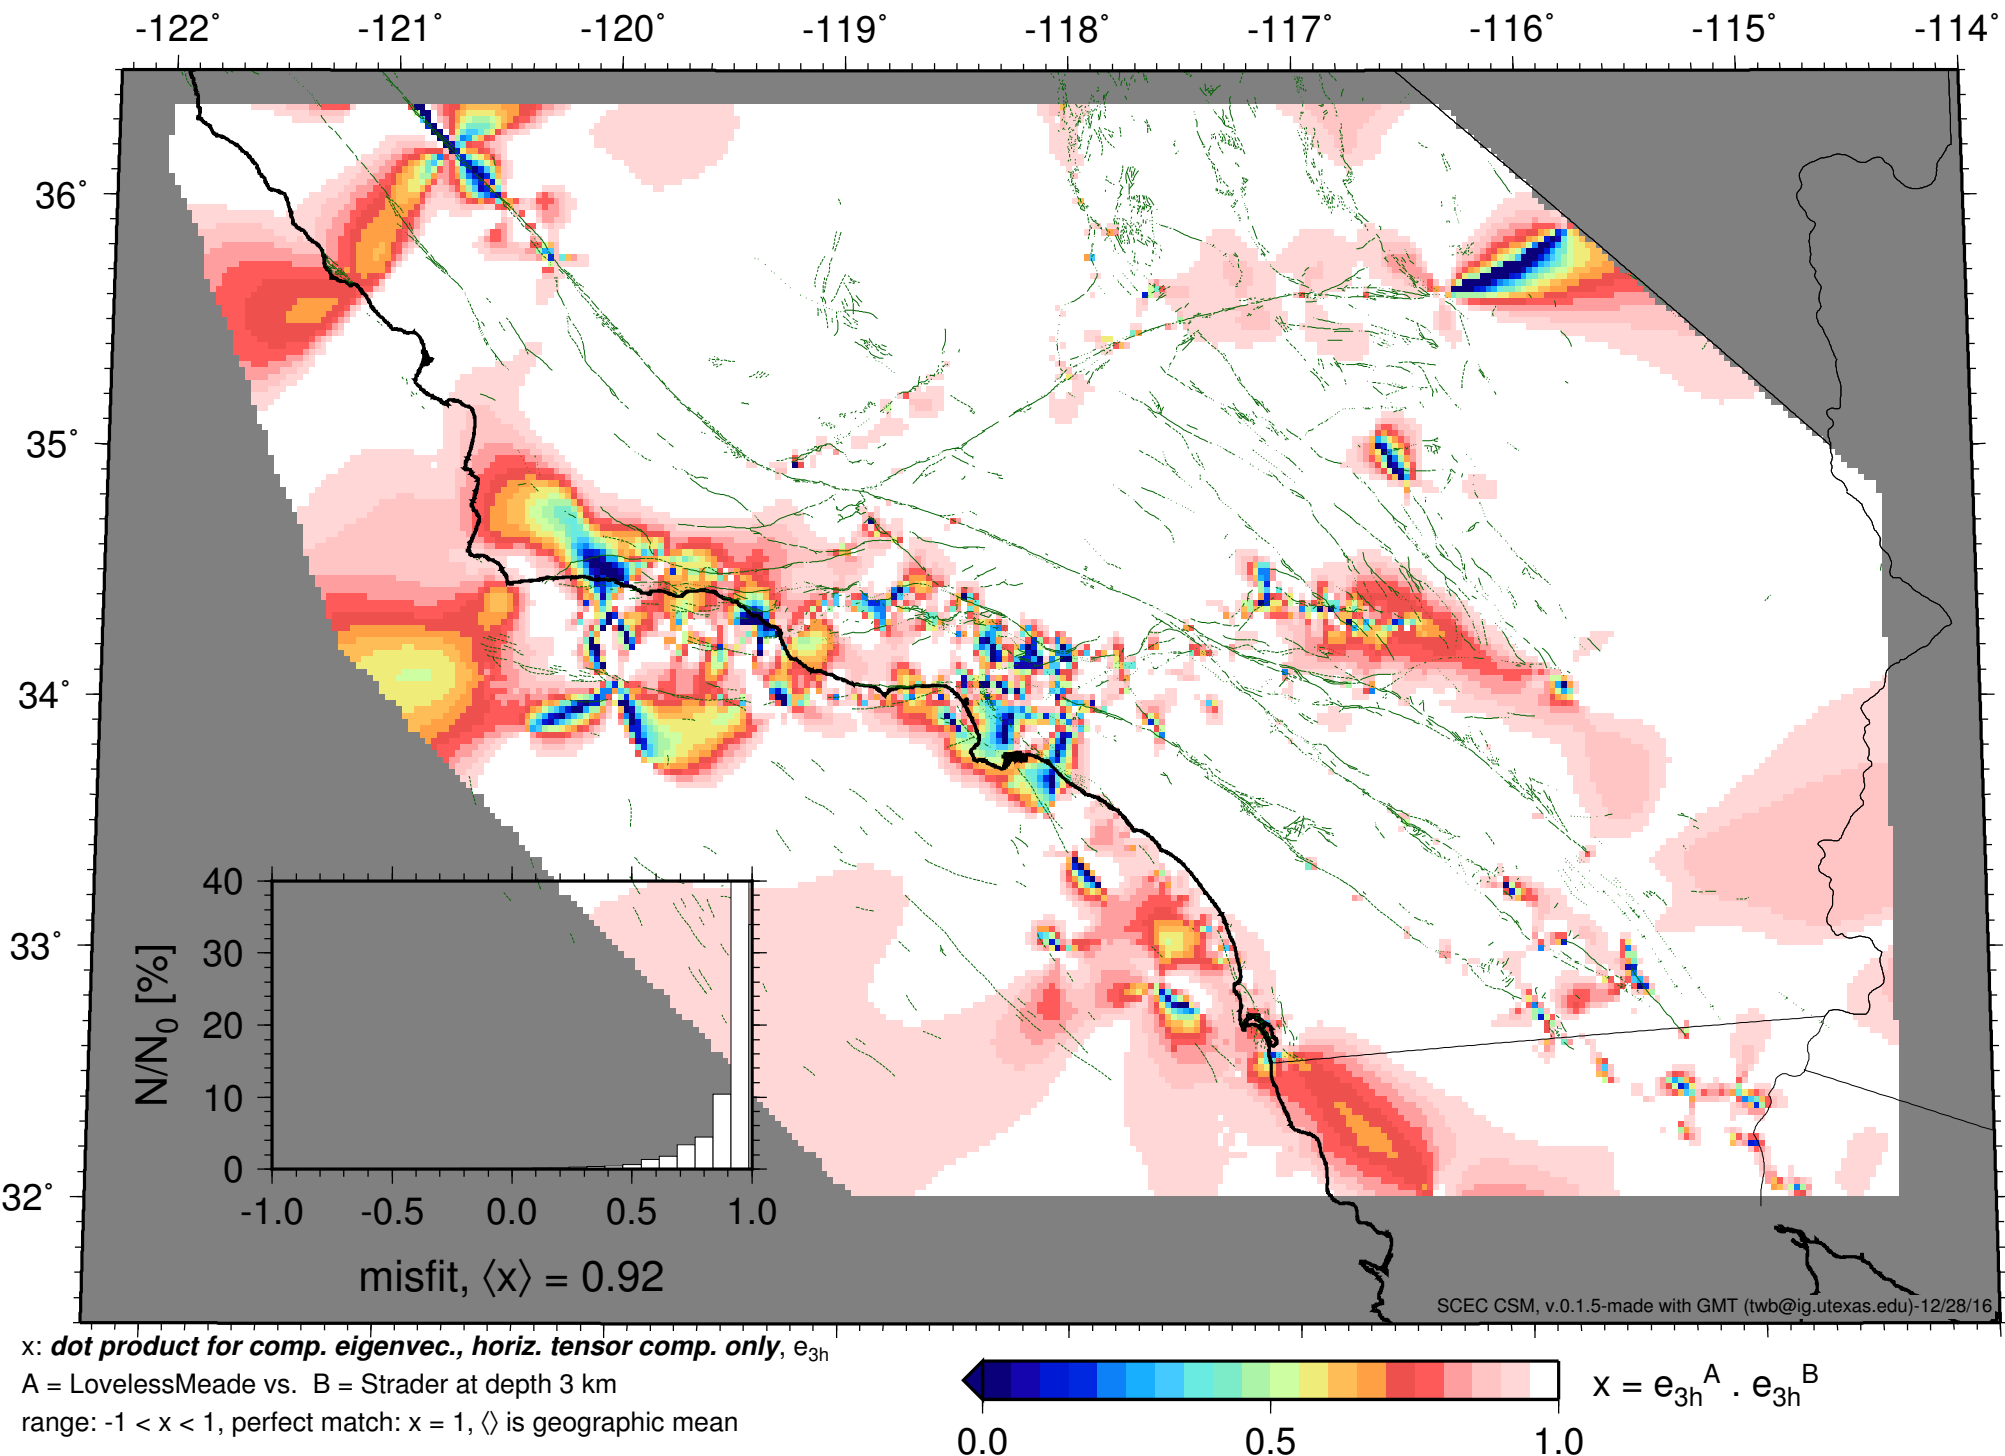 -122° -121° -120° -119° -118° -117° -116° -115° -114°
36°
35°
34°
33°
32°
40
30
20
10
0
N/N0 [%]
-1.0 -0.5 0.0 0.5 1.0
misfit, ⟨x⟩ = 0.92
SCEC CSM, v.0.1.5-made with GMT (twb@ig.utexas.edu)-12/28/16
x: dot product for comp. eigenvec., horiz. tensor comp. only, e3h
A = LovelessMeade vs. B = Strader at depth 3 km
range: -1 < x < 1, perfect match: x = 1, ⟨⟩ is geographic mean
x = e3h^A . e3h^B
0.0 0.5 1.0